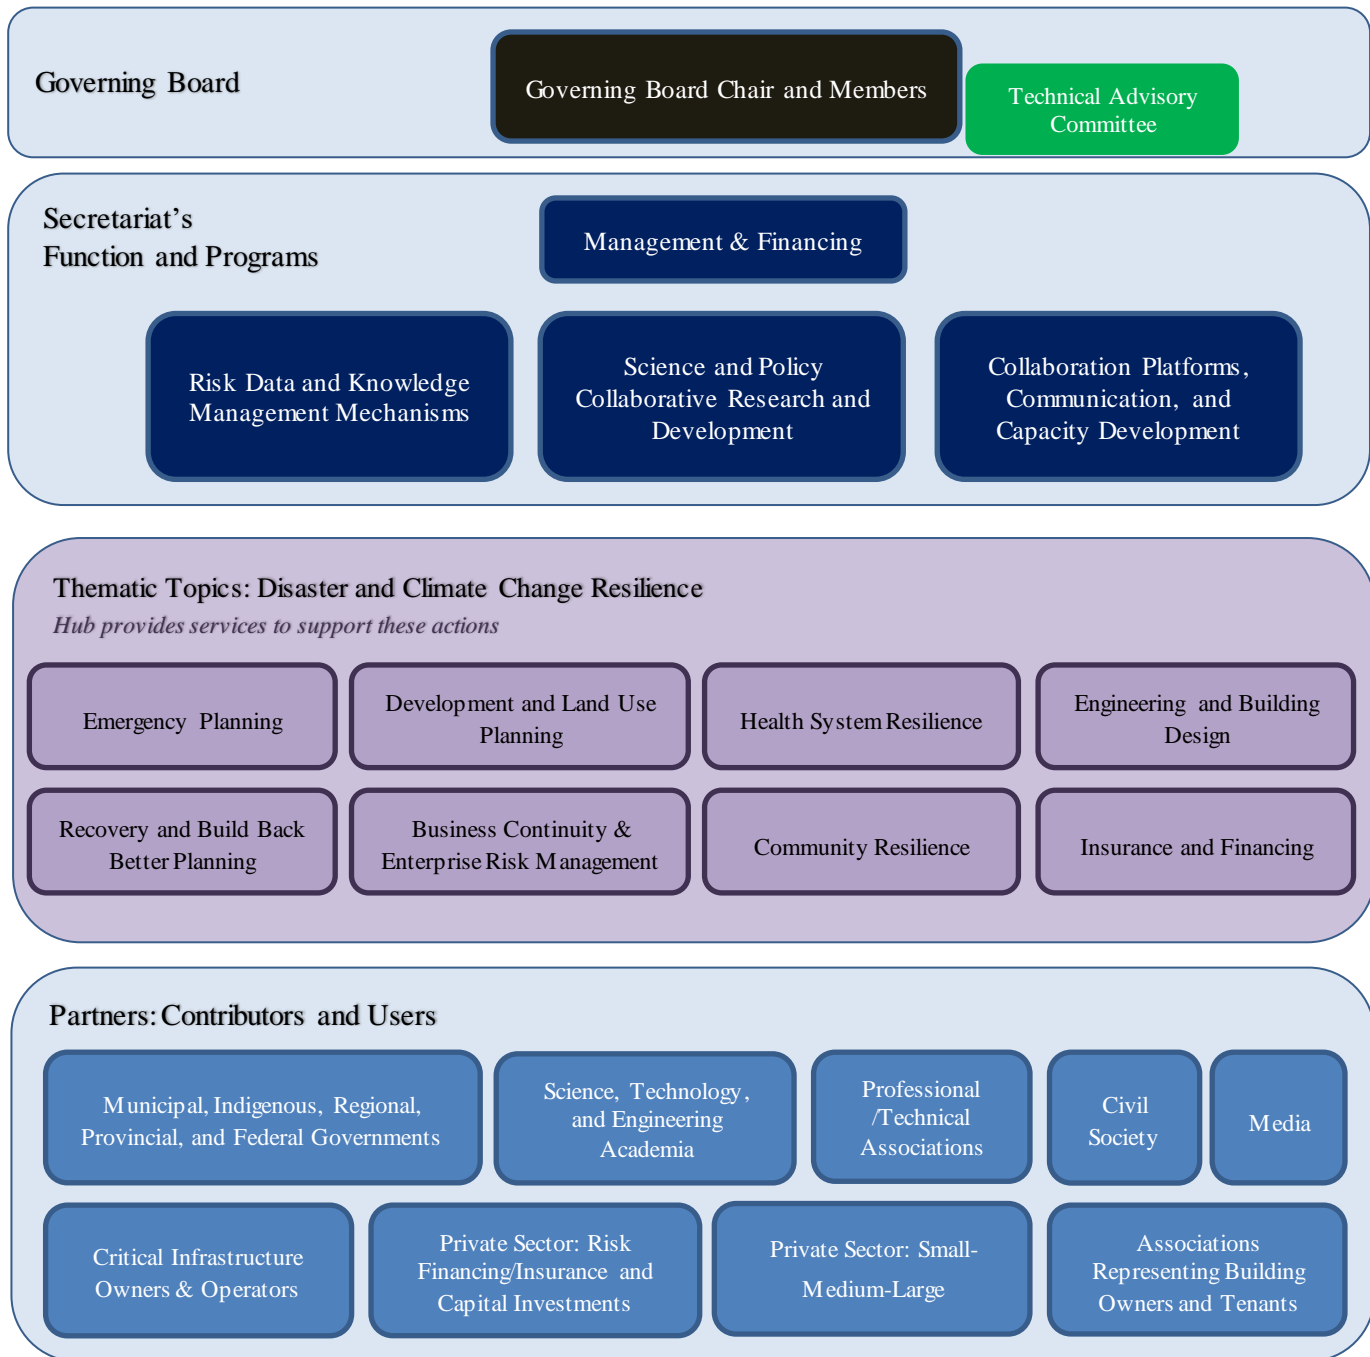 Governing Board
Governing Board Chair and Members
Technical Advisory
Committee
Secretariat’s
Function and Programs
Management & Financing
Risk Data and Knowledge
Management Mechanisms
Science and Policy
Collaborative Research and
Development
Collaboration Platforms,
Communication, and
Capacity Development
Thematic Topics: Disaster and Climate Change Resilience
Hub provides services to support these actions
Emergency Planning
Development and Land Use
Planning
Health System Resilience
Engineering and Building
Design
Recovery and Build Back
Better Planning
Business Continuity &
Enterprise Risk Management
Community Resilience
Insurance and Financing
Partners: Contributors and Users
Municipal, Indigenous, Regional,
Provincial, and Federal Governments
Science, Technology,
and Engineering
Academia
Professional
/Technical
Associations
Civil
Society
Media
Critical Infrastructure
Owners & Operators
Private Sector: Risk
Financing/Insurance and
Capital Investments
Private Sector: Small-
Medium-Large
Associations
Representing Building
Owners and Tenants